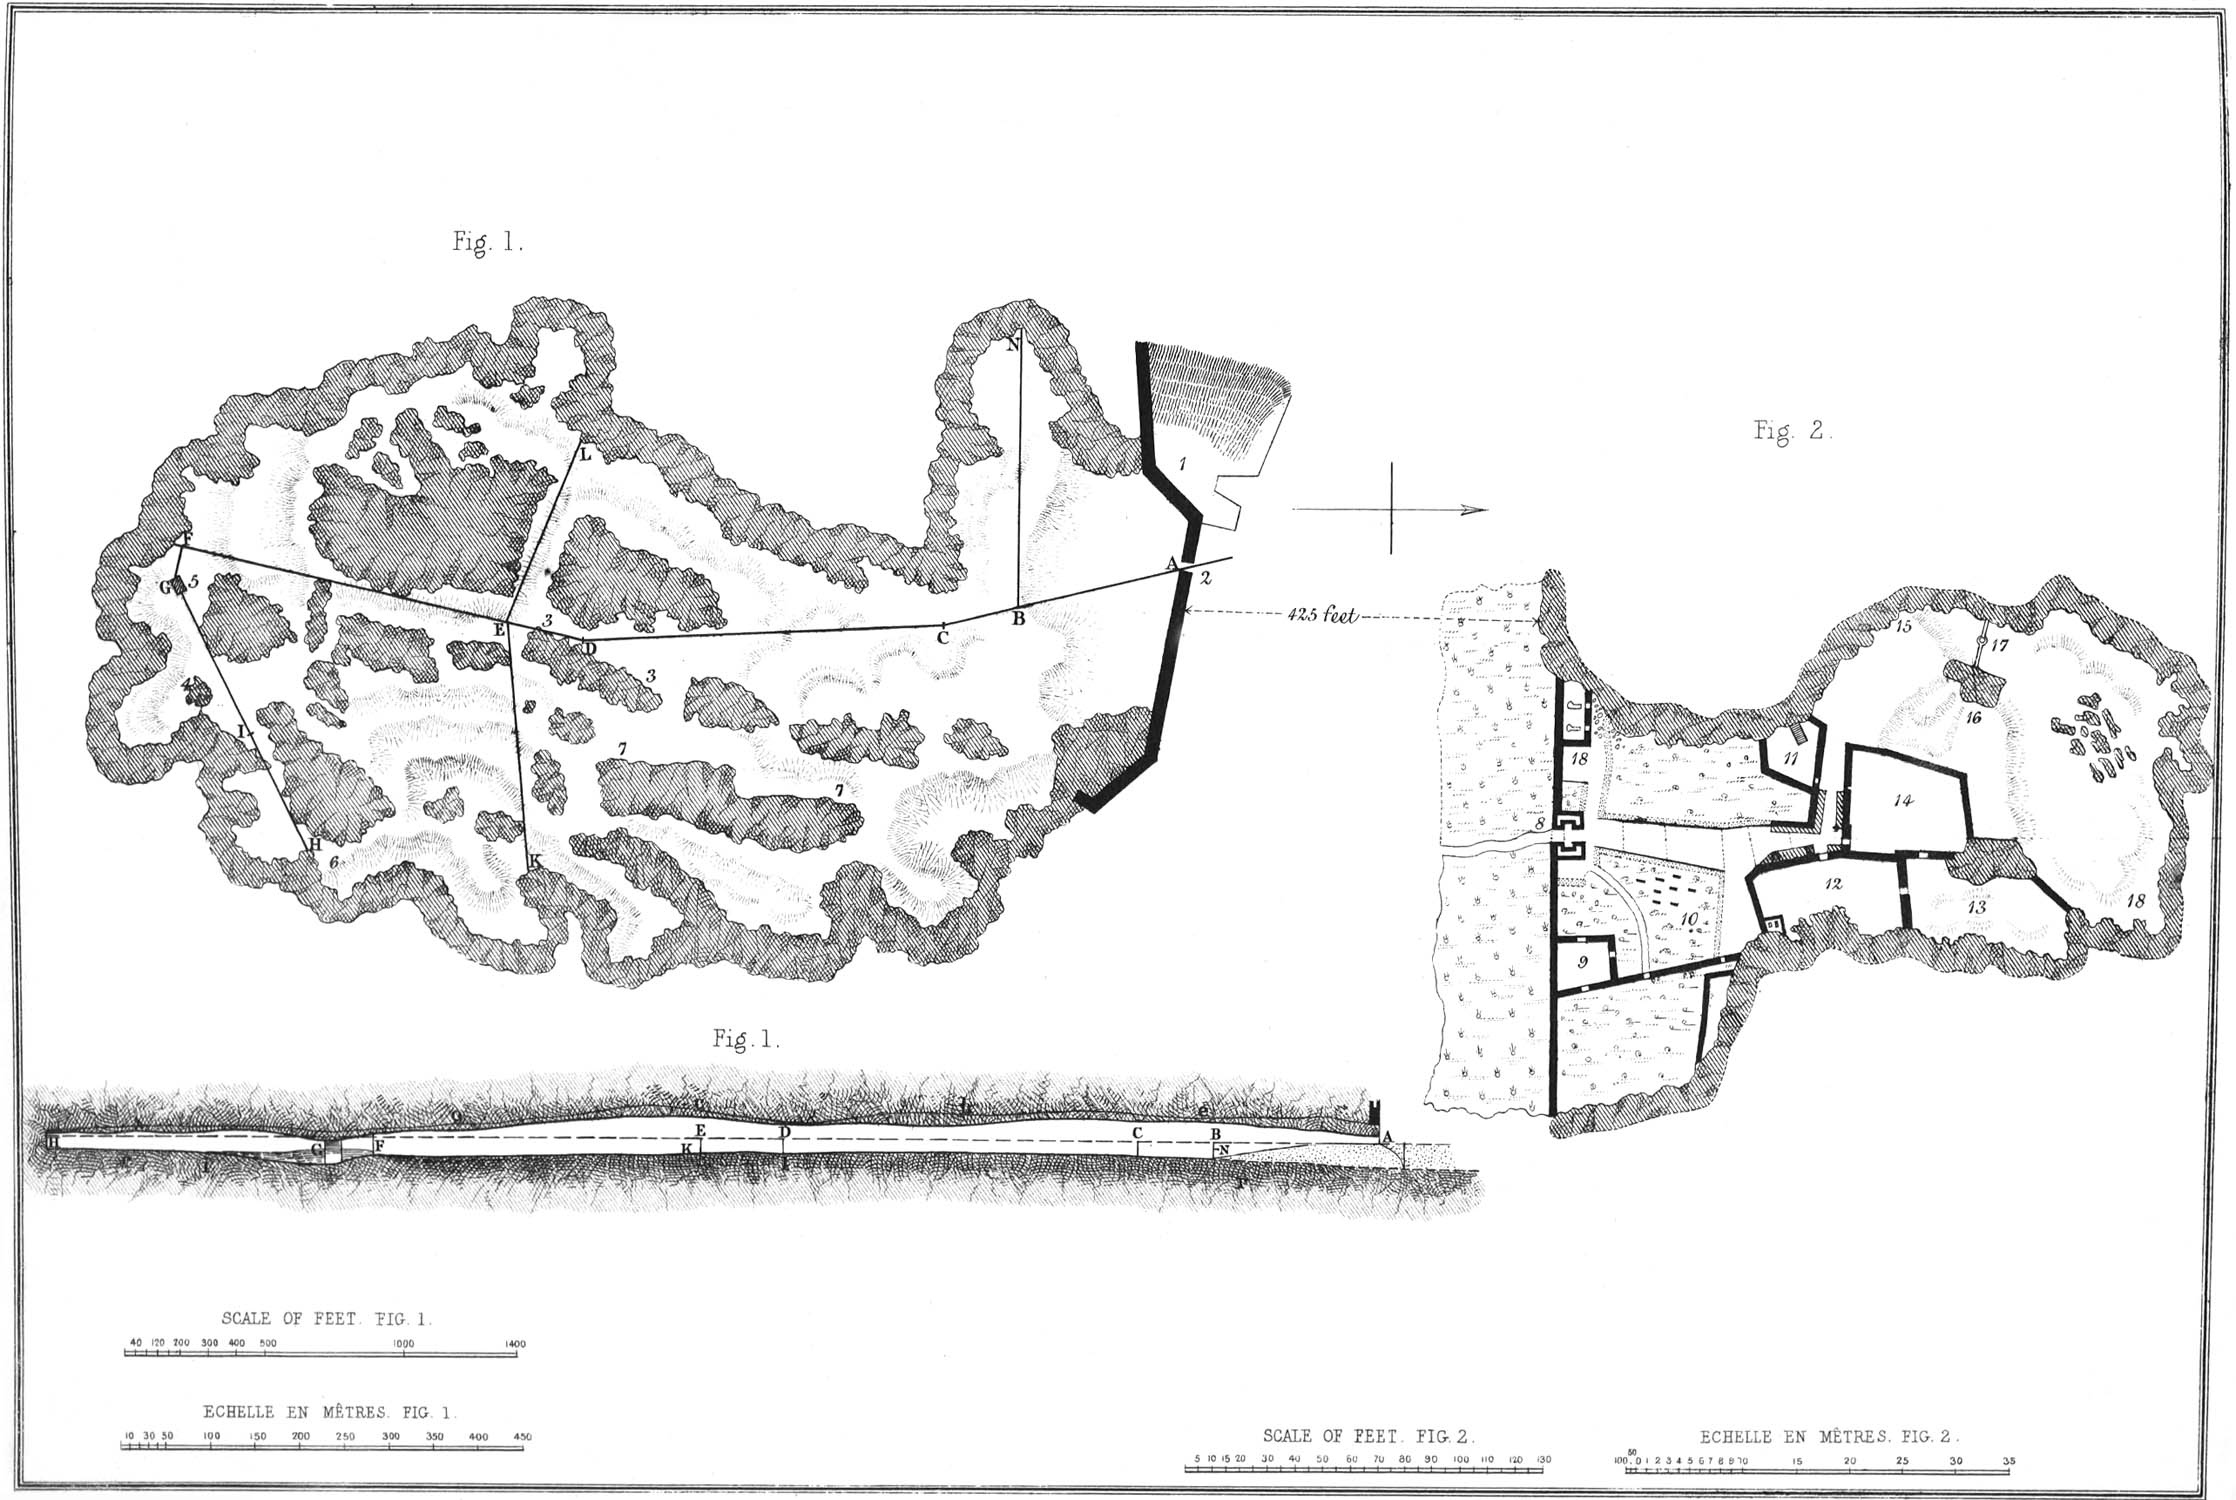 Fig. 1.
N
L
1
F
A
2
G
5
E
3
B
D
C
425 feet
3
4
I
7
7
H
6
K
Fig. 2.
15
17
16
11
18
14
8
12
13
18
10
9
Fig. 1.
H
G
F
E
K
D
C
B
N
A
SCALE OF FEET. FIG. 1.
40 120 200 300 400 500 1000 1400
ECHELLE EN MÊTRES. FIG. 1.
10 30 50 100 150 200 250 300 350 400 450
SCALE OF FEET. FIG. 2.
5 10 15 20 30 40 50 60 70 80 90 100 110 120 130
ECHELLE EN MÊTRES. FIG. 2.
50
100 0 1 2 3 4 5 6 7 8 9 10 15 20 25 30 35